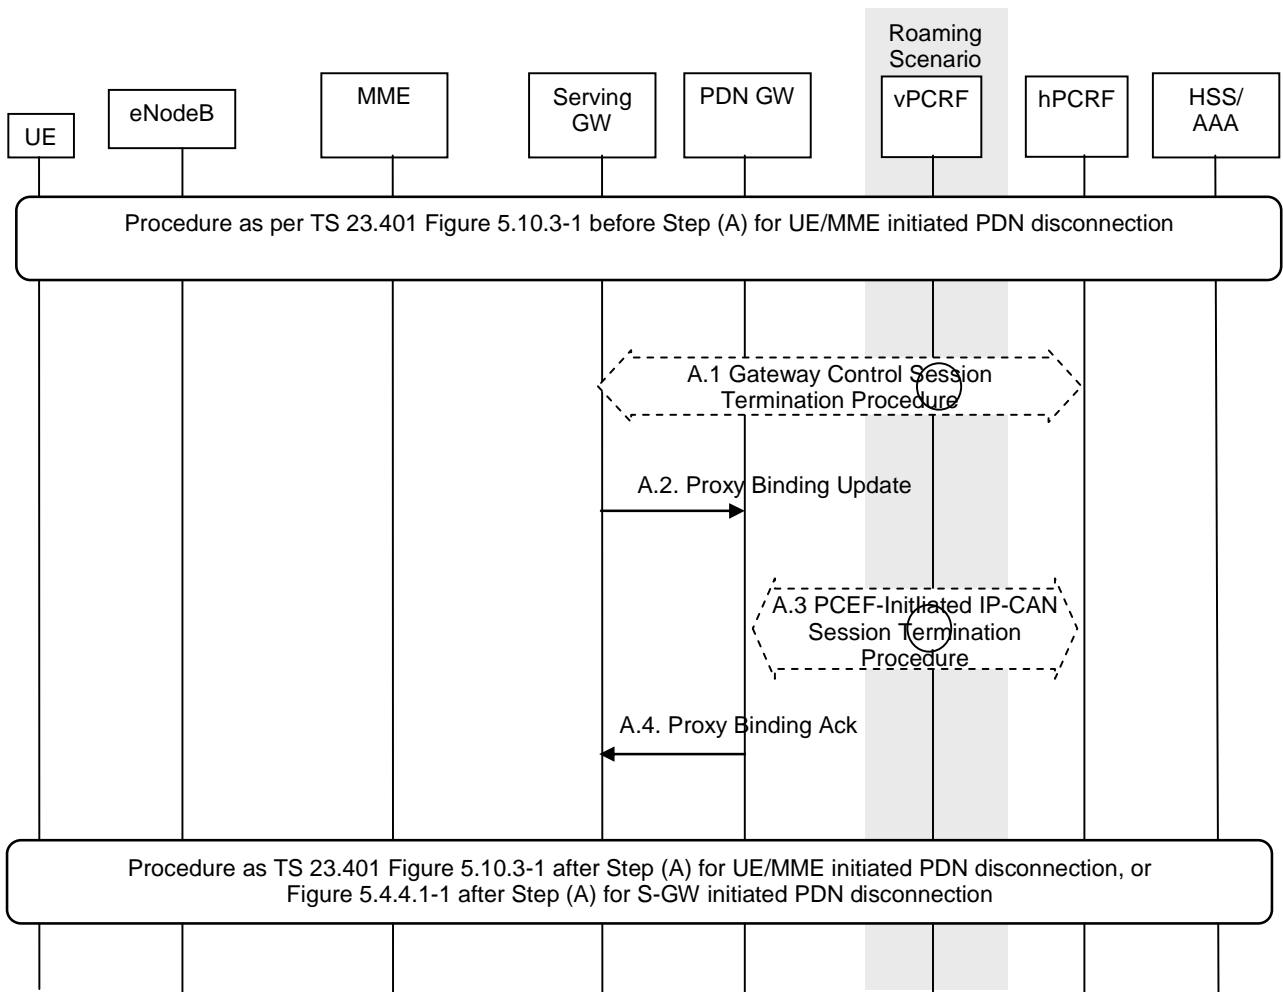 Roaming
Scenario
UE
eNodeB
MME
Serving
GW
PDN GW
vPCRF
hPCRF
HSS/
AAA
Procedure as per TS 23.401 Figure 5.10.3-1 before Step (A) for UE/MME initiated PDN disconnection
A.1 Gateway Control Session
Termination Procedure
A.2. Proxy Binding Update
A.3 PCEF-Initiated IP-CAN
Session Termination
Procedure
A.4. Proxy Binding Ack
Procedure as TS 23.401 Figure 5.10.3-1 after Step (A) for UE/MME initiated PDN disconnection, or
Figure 5.4.4.1-1 after Step (A) for S-GW initiated PDN disconnection